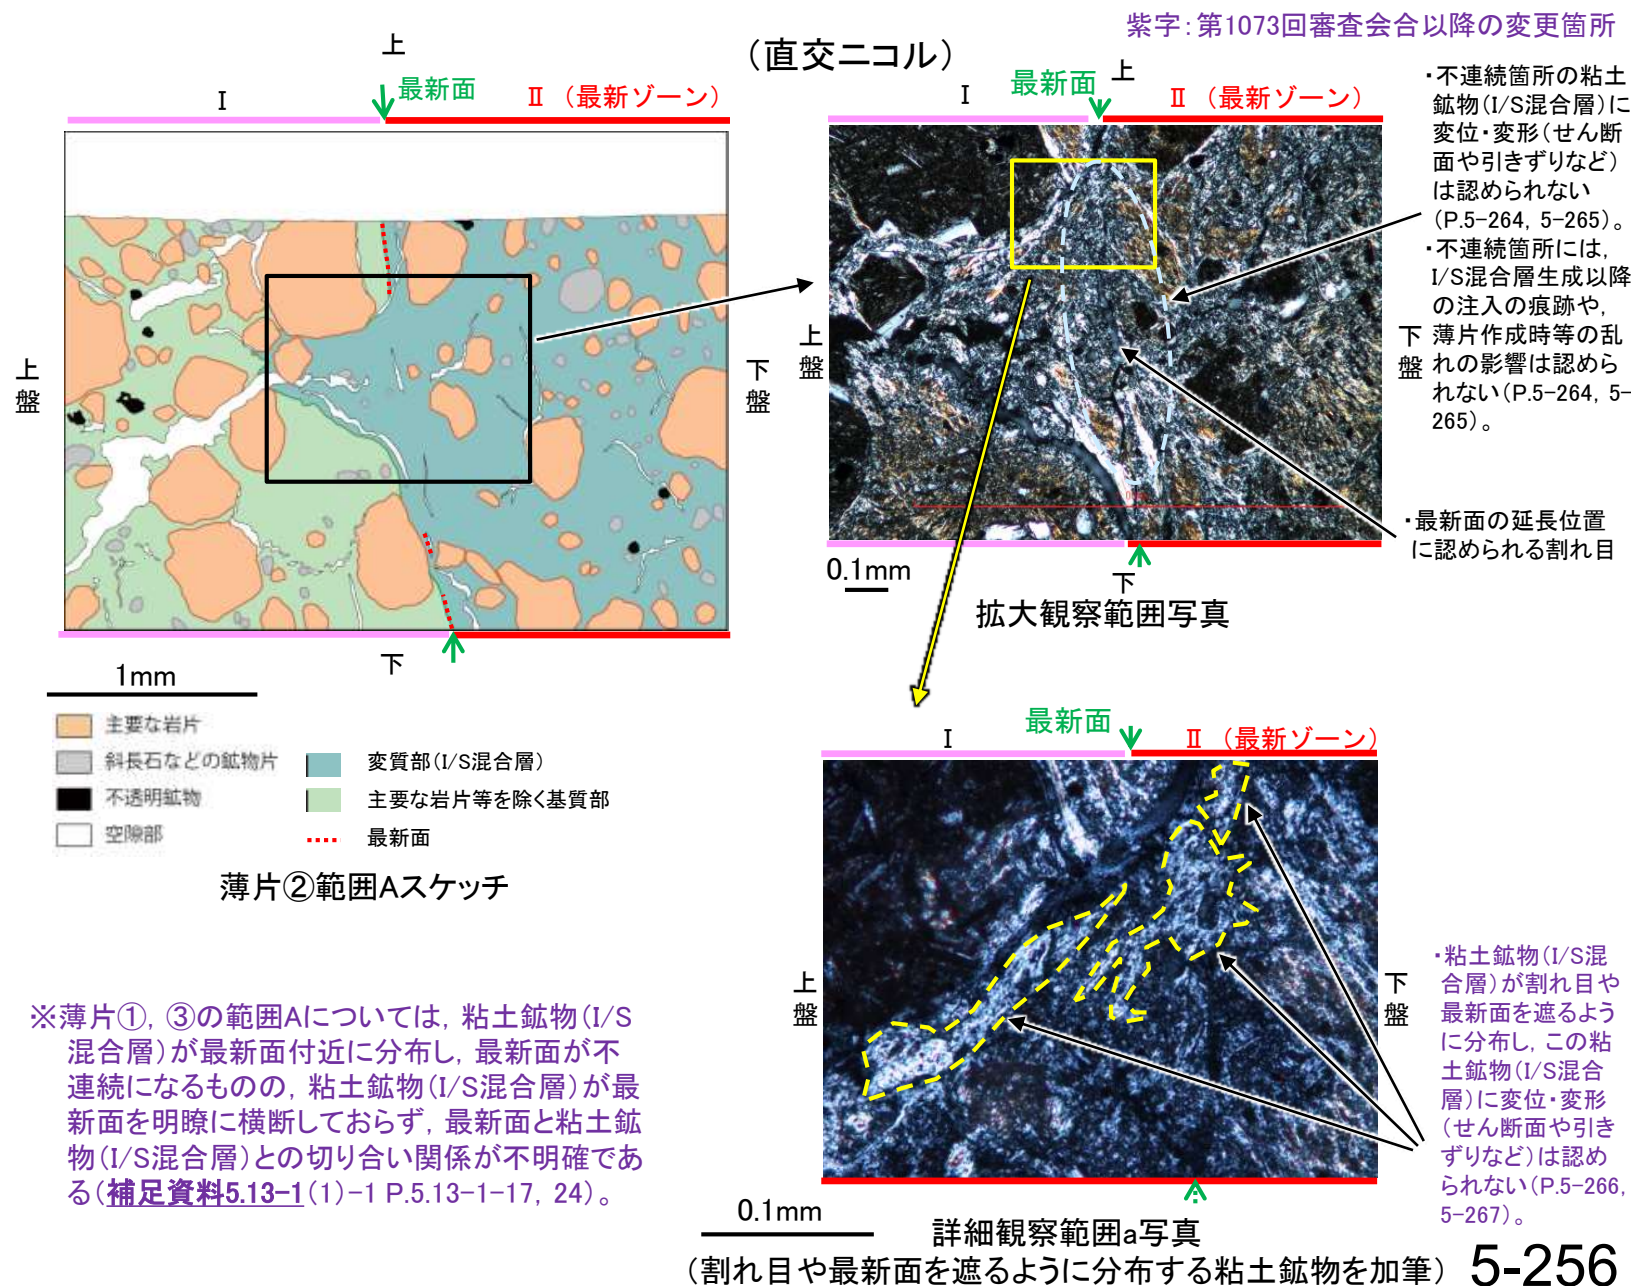 紫字：第1073回審査会合以降の変更箇所
（直交ニコル）
上
最新面
Ⅰ
Ⅱ （最新ゾーン）
上盤
下盤
下
1mm
主要な岩片
斜長石などの鉱物片
不透明鉱物
空隙部
変質部（I/S混合層）
主要な岩片等を除く基質部
最新面
薄片②範囲Aスケッチ
上
最新面
Ⅰ
Ⅱ （最新ゾーン）
上盤
下盤
下
0.1mm
拡大観察範囲写真
・不連続箇所の粘土
鉱物（I/S混合層）に
変位・変形（せん断
面や引きずりなど）
は認められない
（P.5-264，5-265）。
・不連続箇所には，
I/S混合層生成以降
の注入の痕跡や，
薄片作成時等の乱
れの影響は認めら
れない（P.5-264，5-
265）。
・最新面の延長位置
に認められる割れ目
最新面
Ⅰ
Ⅱ （最新ゾーン）
上盤
下盤
0.1mm
詳細観察範囲a写真
（割れ目や最新面を遮るように分布する粘土鉱物を加筆）
・粘土鉱物（I/S混
合層）が割れ目や
最新面を遮るよう
に分布し，この粘
土鉱物（I/S混合
層）に変位・変形
（せん断面や引き
ずりなど）は認め
られない（P.5-266，
5-267）。
※薄片①，③の範囲Aについては，粘土鉱物（I/S
混合層）が最新面付近に分布し，最新面が不
連続になるものの，粘土鉱物（I/S混合層）が最
新面を明瞭に横断しておらず，最新面と粘土鉱
物（I/S混合層）との切り合い関係が不明確であ
る（補足資料5.13-1（1）-1 P.5.13-1-17，24）。
5-256